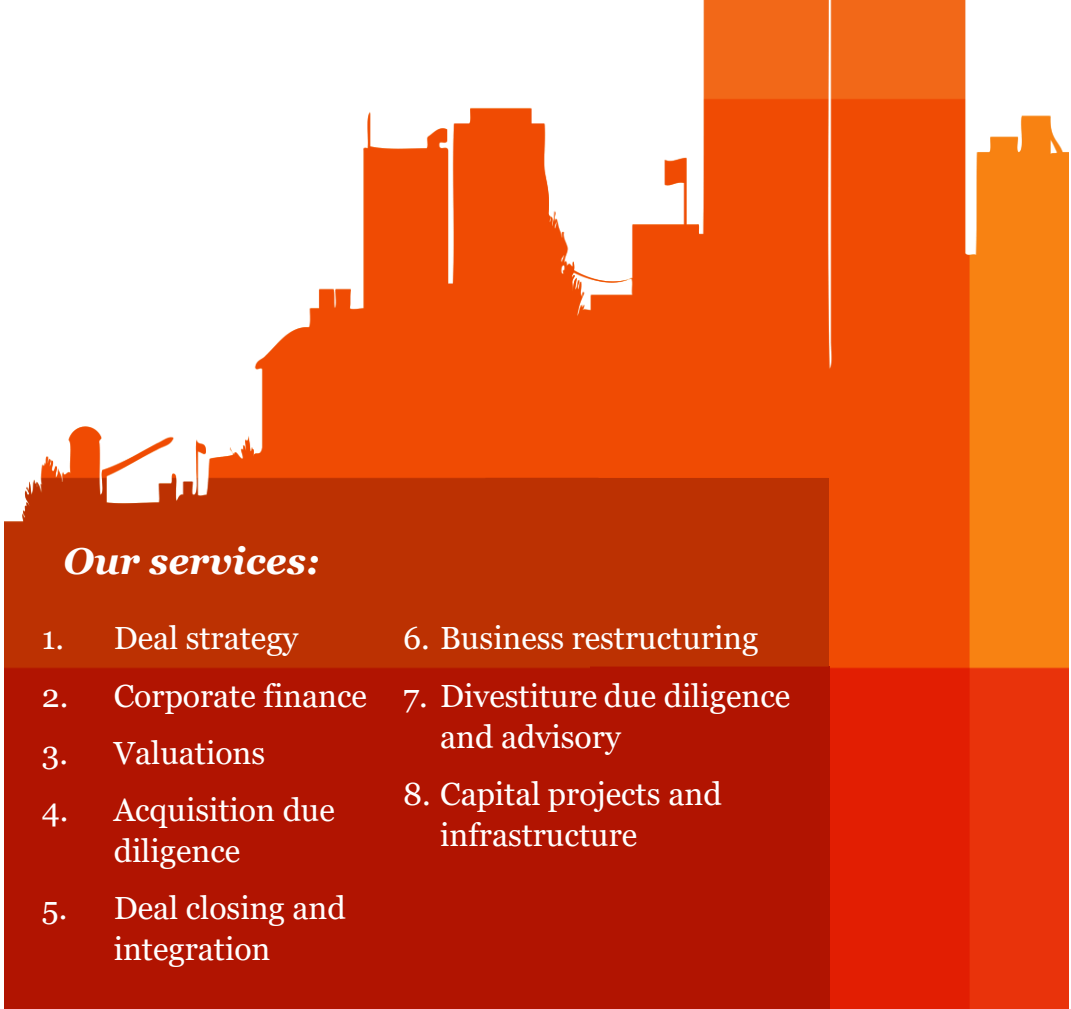 Our services:
1. Deal strategy
2. Corporate finance
3. Valuations
4. Acquisition due
diligence
5. Deal closing and
integration
6. Business restructuring
7. Divestiture due diligence
and advisory
8. Capital projects and
infrastructure